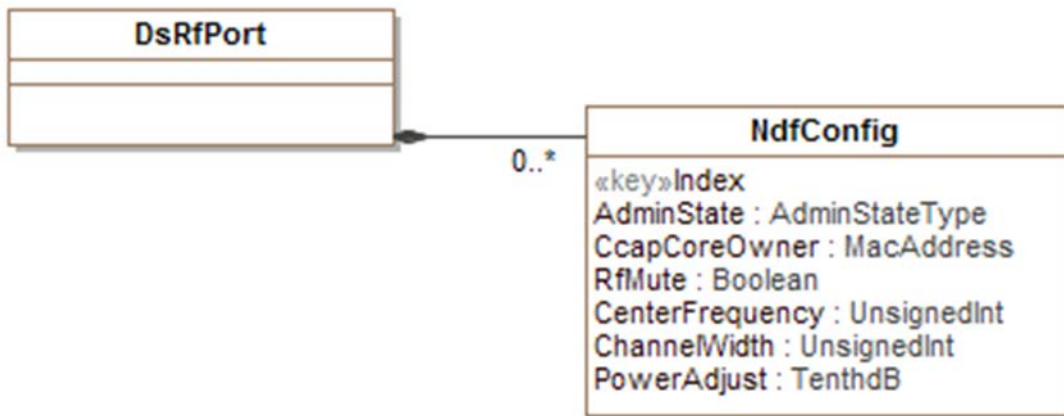 DsRfPort
0..*
NdfConfig
«key»Index
AdminState : AdminStateType
CcapCoreOwner : MacAddress
RfMute : Boolean
CenterFrequency : UnsignedInt
ChannelWidth : UnsignedInt
PowerAdjust : TenthdB